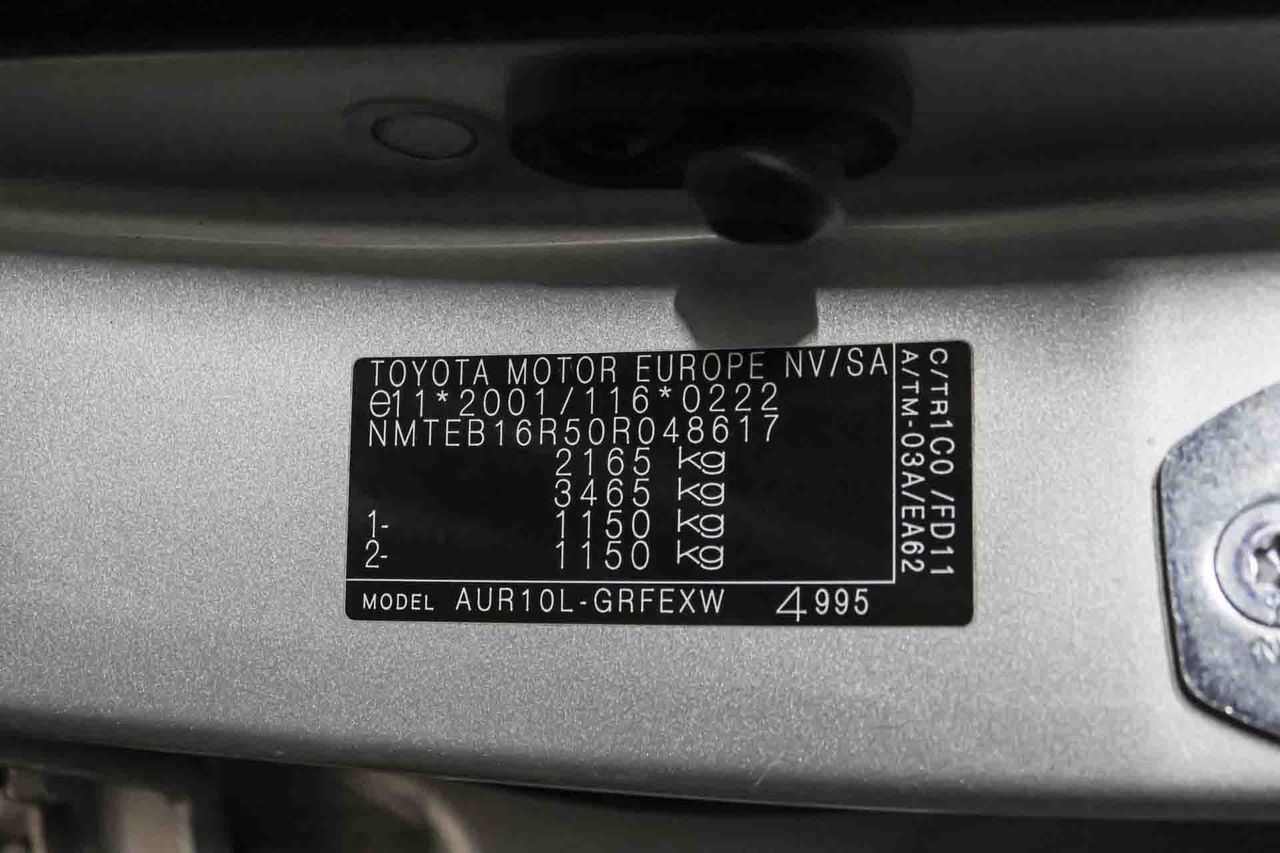 TOYOTA MOTOR EUROPE NV/SA
e11*2001/116*0222
NMTEB16R50R048617
2165 kg
3465 kg
1- 1150 kg
2- 1150 kg
MODEL AUR10L-GRFEXW 4995
C/TR1C0 /FD11
A/TM-03A/EA62